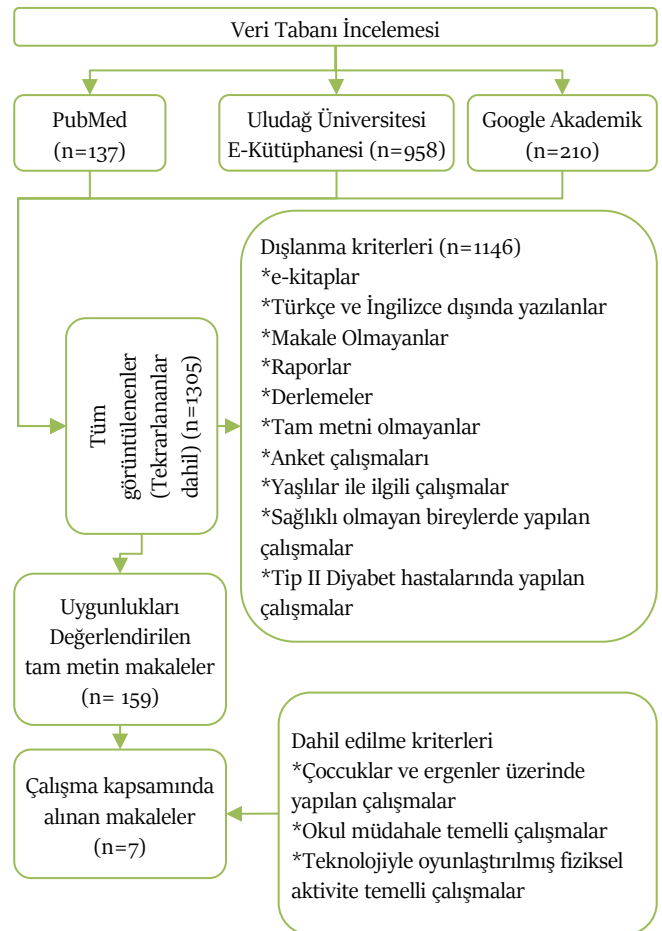 Veri Tabanı İncelemesi
PubMed
(n=137)
Uludağ Üniversitesi
E-Kütüphanesi (n=958)
Google Akademik
(n=210)
Dışlanma kriterleri (n=1146)
*e-kitaplar
*Türkçe ve İngilizce dışında yazılanlar
*Makale Olmayanlar
*Raporlar
*Derlemeler
*Tam metni olmayanlar
*Anket çalışmaları
*Yaşlılar ile ilgili çalışmalar
*Sağlıklı olmayan bireylerde yapılan
çalışmalar
*Tip II Diyabet hastalarında yapılan
çalışmalar
Tüm
görüntülenenler
(Tekrarlananlar
dahil) (n=1305)
Uygunlukları
Değerlendirilen
tam metin makaleler
(n= 159)
Çalışma kapsamında
alınan makaleler
(n=7)
Dahil edilme kriterleri
*Çoccuklar ve ergenler üzerinde
yapılan çalışmalar
*Okul müdahale temelli çalışmalar
*Teknolojiyle oyunlaştırılmış fiziksel
aktivite temelli çalışmalar